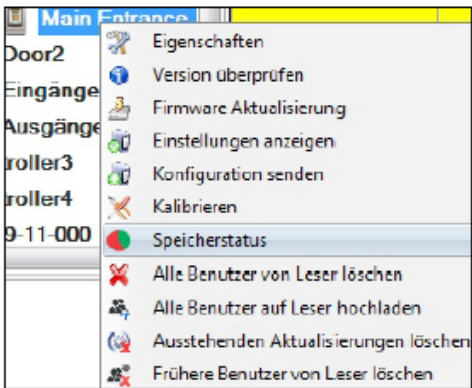 Main Entrance
Door2
Eingänge
Ausgänge
troller3
troller4
9-11-000
Eigenschaften
Version überprüfen
Firmware Aktualisierung
Einstellungen anzeigen
Konfiguration senden
Kalibrieren
Speicherstatus
Alle Benutzer von Leser löschen
Alle Benutzer auf Leser hochladen
Ausstehenden Aktualisierungen löschen
Frühere Benutzer von Leser löschen